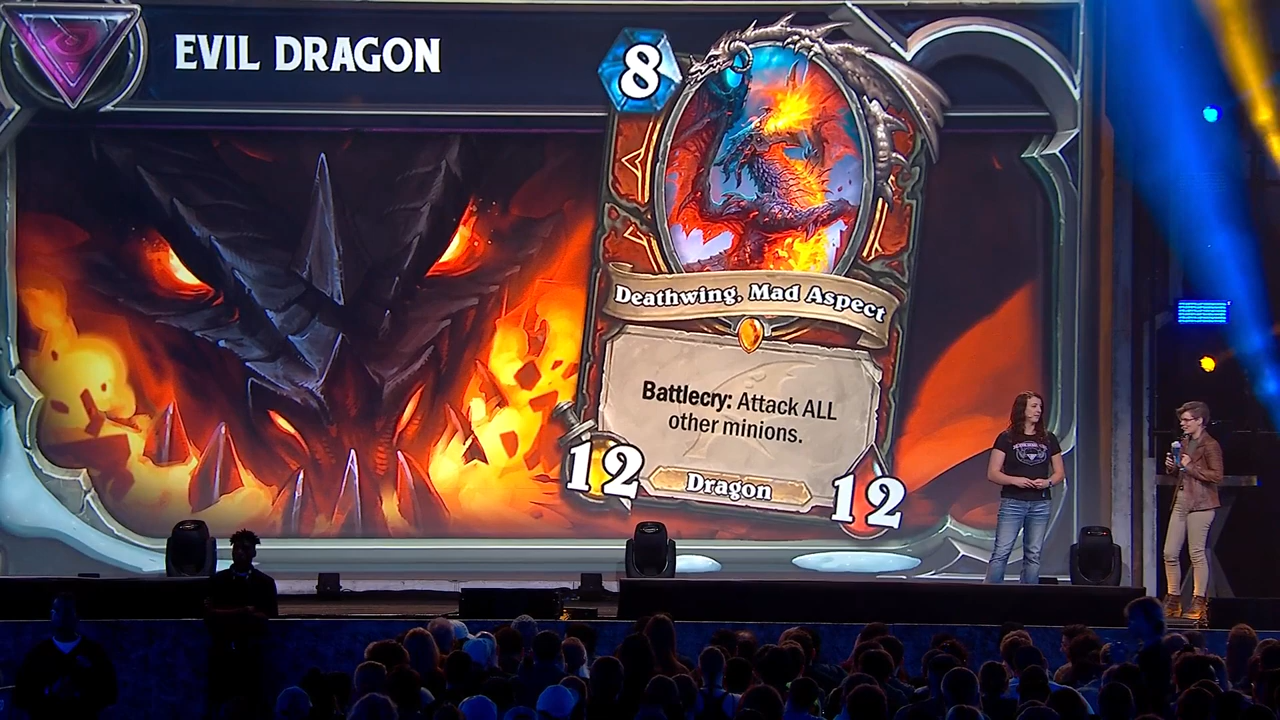 EVIL DRAGON
8
Deathwing, Mad Aspect
Battlecry: Attack ALL
other minions.
12
Dragon
12